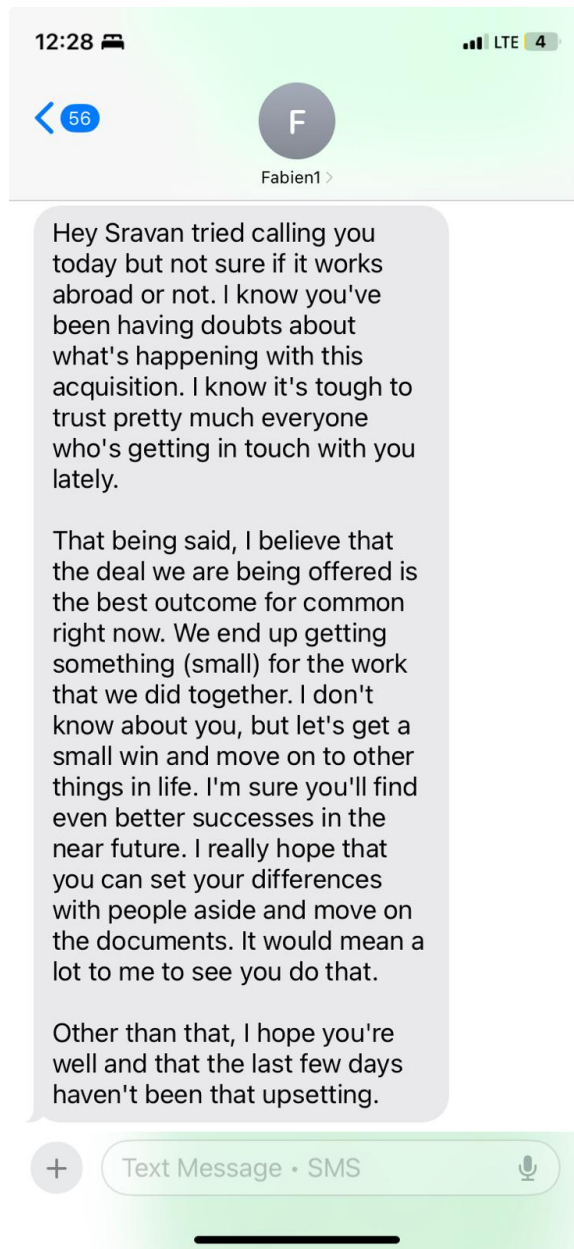 12:28
LTE 4
56
F
Fabien1
Hey Sravan tried calling you
today but not sure if it works
abroad or not. I know you've
been having doubts about
what's happening with this
acquisition. I know it's tough to
trust pretty much everyone
who's getting in touch with you
lately.
That being said, I believe that
the deal we are being offered is
the best outcome for common
right now. We end up getting
something (small) for the work
that we did together. I don't
know about you, but let's get a
small win and move on to other
things in life. I'm sure you'll find
even better successes in the
near future. I really hope that
you can set your differences
with people aside and move on
the documents. It would mean a
lot to me to see you do that.
Other than that, I hope you're
well and that the last few days
haven't been that upsetting.
Text Message • SMS